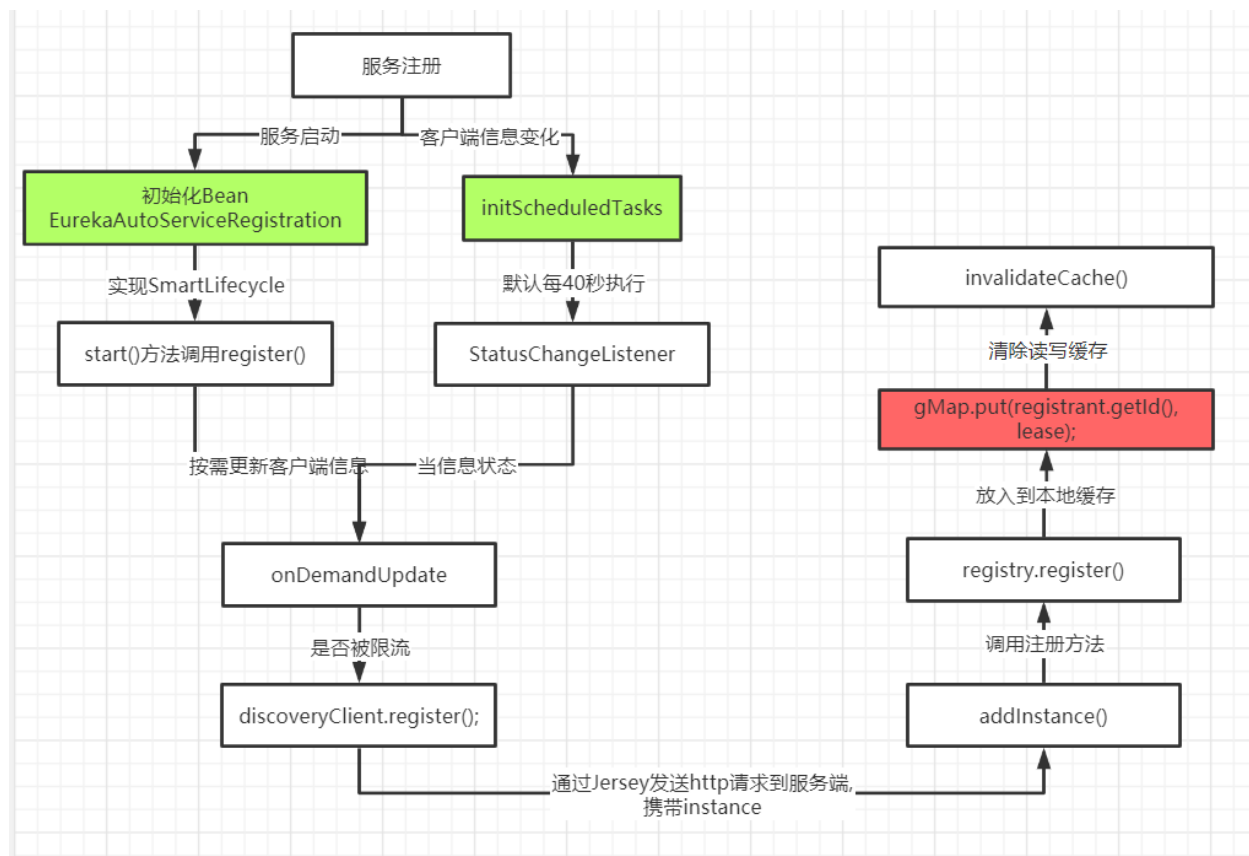 服务注册
服务启动
客户端信息变化
初始化Bean
EurekaAutoServiceRegistration
initScheduledTasks
实现SmartLifecycle
默认每40秒执行
start()方法调用register()
StatusChangeListener
按需更新客户端信息
当信息状态
onDemandUpdate
是否被限流
discoveryClient.register();
通过Jersey发送http请求到服务端,
携带instance
addInstance()
调用注册方法
registry.register()
放入到本地缓存
gMap.put(registrant.getId(),
lease);
清除读写缓存
invalidateCache()